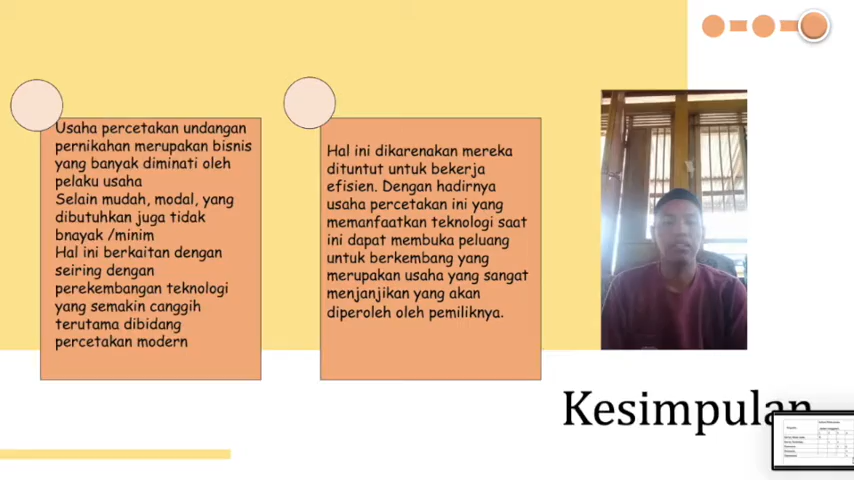 Usaha percetakan undangan
pernikahan merupakan bisnis
yang banyak diminati oleh
pelaku usaha
Selain mudah, modal, yang
dibutuhkan juga tidak
bnayak /minim
Hal ini berkaitan dengan
seiring dengan
perekembangan teknologi
yang semakin canggih
terutama dibidang
percetakan modern
Hal ini dikarenakan mereka
dituntut untuk bekerja
efisien. Dengan hadirnya
usaha percetakan ini yang
memanfaatkan teknologi saat
ini dapat membuka peluang
untuk berkembang yang
merupakan usaha yang sangat
menjanjikan yang akan
diperoleh oleh pemiliknya.
Kesimpulan